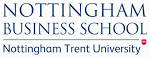 NOTTINGHAM
BUSINESS SCHOOL
Nottingham Trent University